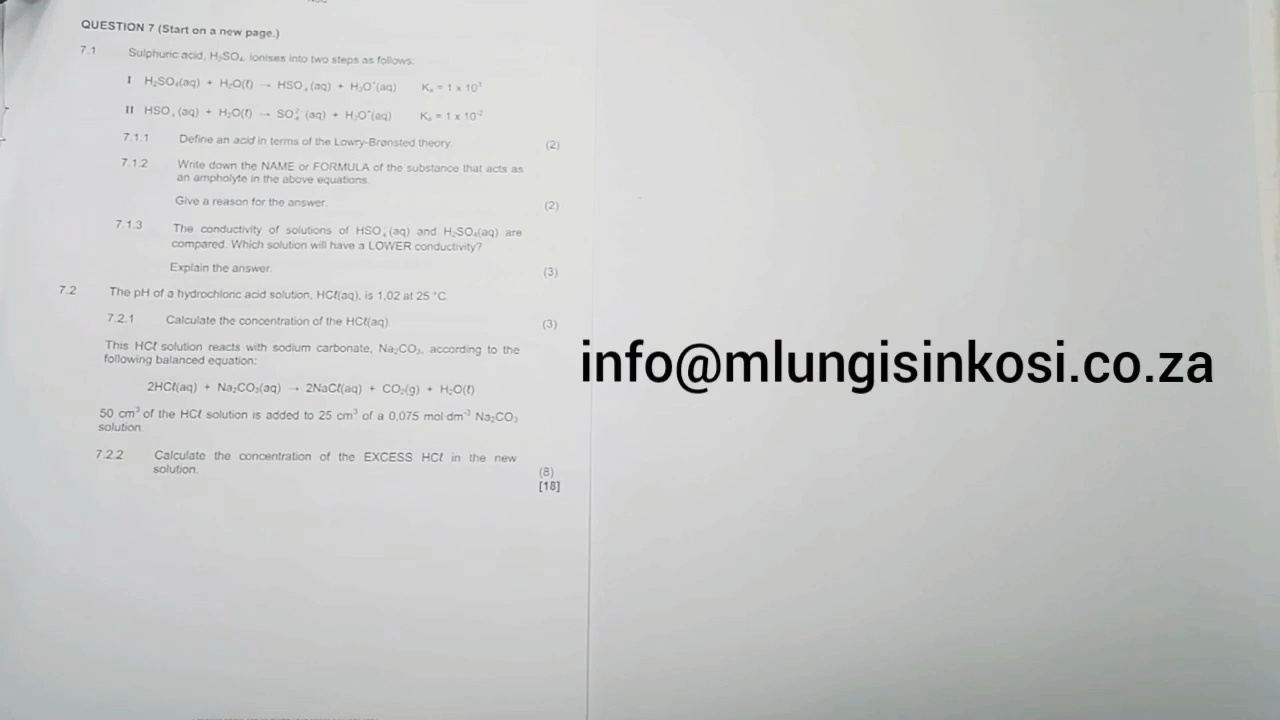 QUESTION 7 (Start on a new page.)
7.1 Sulphuric acid, H₂SO₄, ionises into two steps as follows:
I H₂SO₄(aq) + H₂O(ℓ) → HSO₄⁻(aq) + H₃O⁺(aq) Kₐ = 1 x 10³
II HSO₄⁻(aq) + H₂O(ℓ) → SO₄²⁻(aq) + H₃O⁺(aq) Kₐ = 1 x 10⁻²
7.1.1 Define an acid in terms of the Lowry-Brønsted theory. (2)
7.1.2 Write down the NAME or FORMULA of the substance that acts as
an ampholyte in the above equations.
Give a reason for the answer. (2)
7.1.3 The conductivity of solutions of HSO₄⁻(aq) and H₂SO₄(aq) are
compared. Which solution will have a LOWER conductivity?
Explain the answer. (3)
7.2 The pH of a hydrochloric acid solution, HCℓ(aq), is 1,02 at 25 °C.
7.2.1 Calculate the concentration of the HCℓ(aq) (3)
This HCℓ solution reacts with sodium carbonate, Na₂CO₃, according to the
following balanced equation:
2HCℓ(aq) + Na₂CO₃(aq) → 2NaCℓ(aq) + CO₂(g) + H₂O(ℓ)
info@mlungisinkosi.co.za
50 cm³ of the HCℓ solution is added to 25 cm³ of a 0,075 mol·dm⁻³ Na₂CO₃
solution.
7.2.2 Calculate the concentration of the EXCESS HCℓ in the new
solution. (8)
[18]